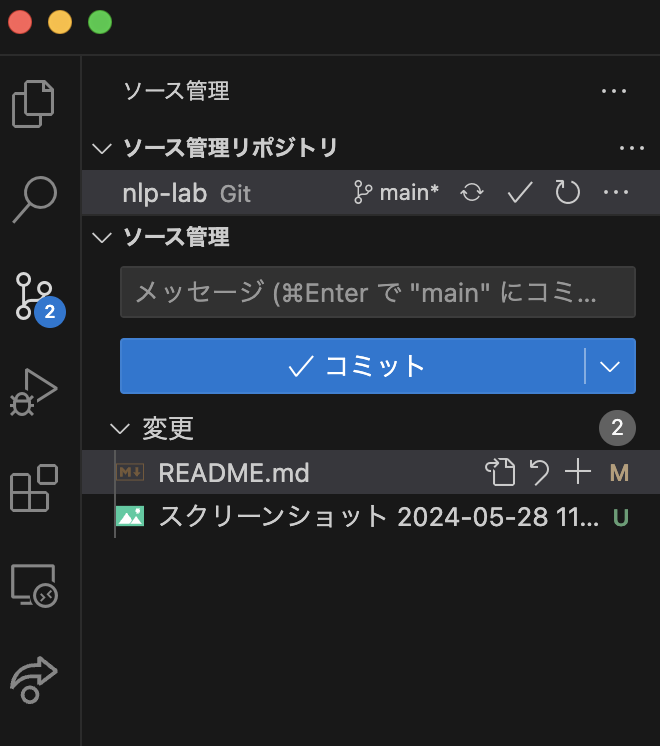 ソース管理 ...
ソース管理リポジトリ ...
nlp-lab Git main* ...
ソース管理
メッセージ (⌘Enter で "main" にコミ...
2
コミット
変更 2
README.md M
スクリーンショット 2024-05-28 11... U